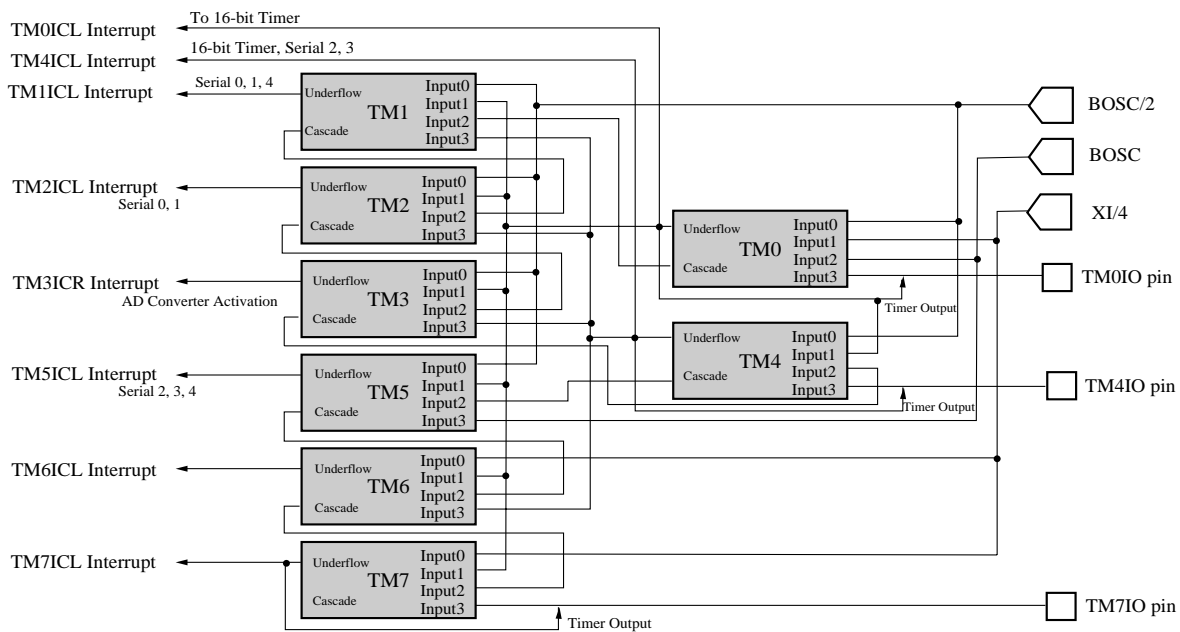 To 16-bit Timer
TM0ICL Interrupt
16-bit Timer, Serial 2, 3
TM4ICL Interrupt
Serial 0, 1, 4
TM1ICL Interrupt
Underflow
Cascade
TM1
Input0
Input1
Input2
Input3
BOSC/2
BOSC
XI/4
TM2ICL Interrupt
Serial 0, 1
Underflow
Cascade
TM2
Input0
Input1
Input2
Input3
Underflow
Cascade
TM0
Input0
Input1
Input2
Input3
TM0IO pin
Timer Output
TM3ICR Interrupt
AD Converter Activation
Underflow
Cascade
TM3
Input0
Input1
Input2
Input3
Underflow
Cascade
TM4
Input0
Input1
Input2
Input3
TM4IO pin
Timer Output
TM5ICL Interrupt
Serial 2, 3, 4
Underflow
Cascade
TM5
Input0
Input1
Input2
Input3
TM6ICL Interrupt
Underflow
Cascade
TM6
Input0
Input1
Input2
Input3
TM7ICL Interrupt
Underflow
Cascade
TM7
Input0
Input1
Input2
Input3
TM7IO pin
Timer Output